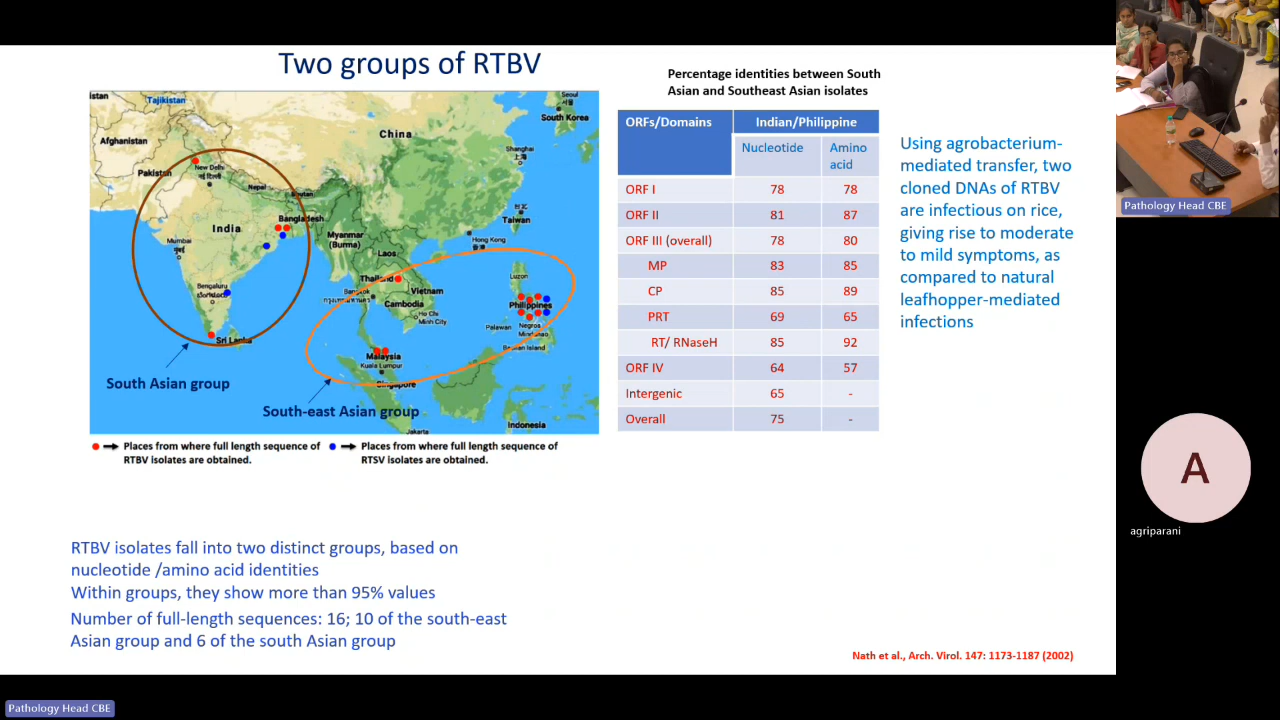 Two groups of RTBV
Percentage identities between South
Asian and Southeast Asian isolates
ORFs/Domains Indian/Philippine
Nucleotide Amino acid
ORF I 78 78
ORF II 81 87
ORF III (overall) 78 80
MP 83 85
CP 85 89
PRT 69 65
RT/ RNaseH 85 92
ORF IV 64 57
Intergenic 65 -
Overall 75 -
Using agrobacterium-
mediated transfer, two
cloned DNAs of RTBV
are infectious on rice,
giving rise to moderate
to mild symptoms, as
compared to natural
leafhopper-mediated
infections
stan
Tajikistan
Afghanistan
Pakistan
New Delhi
Nepal
Bhutan
China
Seoul
서울
South Korea
Shanghai
Taiwan
Hong Kong
Bangladesh
India
Mumbai
Myanmar
(Burma)
Laos
Thailand
Bangkok
Vietnam
Cambodia
Ho Chi
Minh City
Luzon
Philippines
Palawan
Negros
Bengaluru
Sri Lanka
Malaysia
Kuala Lumpur
Singapore
Indonesia
Jakarta
South Asian group
South-east Asian group
Places from where full length sequence of
RTBV isolates are obtained.
Places from where full length sequence of
RTSV isolates are obtained.
RTBV isolates fall into two distinct groups, based on
nucleotide /amino acid identities
Within groups, they show more than 95% values
Number of full-length sequences: 16; 10 of the south-east
Asian group and 6 of the south Asian group
Nath et al., Arch. Virol. 147: 1173-1187 (2002)
Pathology Head CBE
A
agriparani
Pathology Head CBE